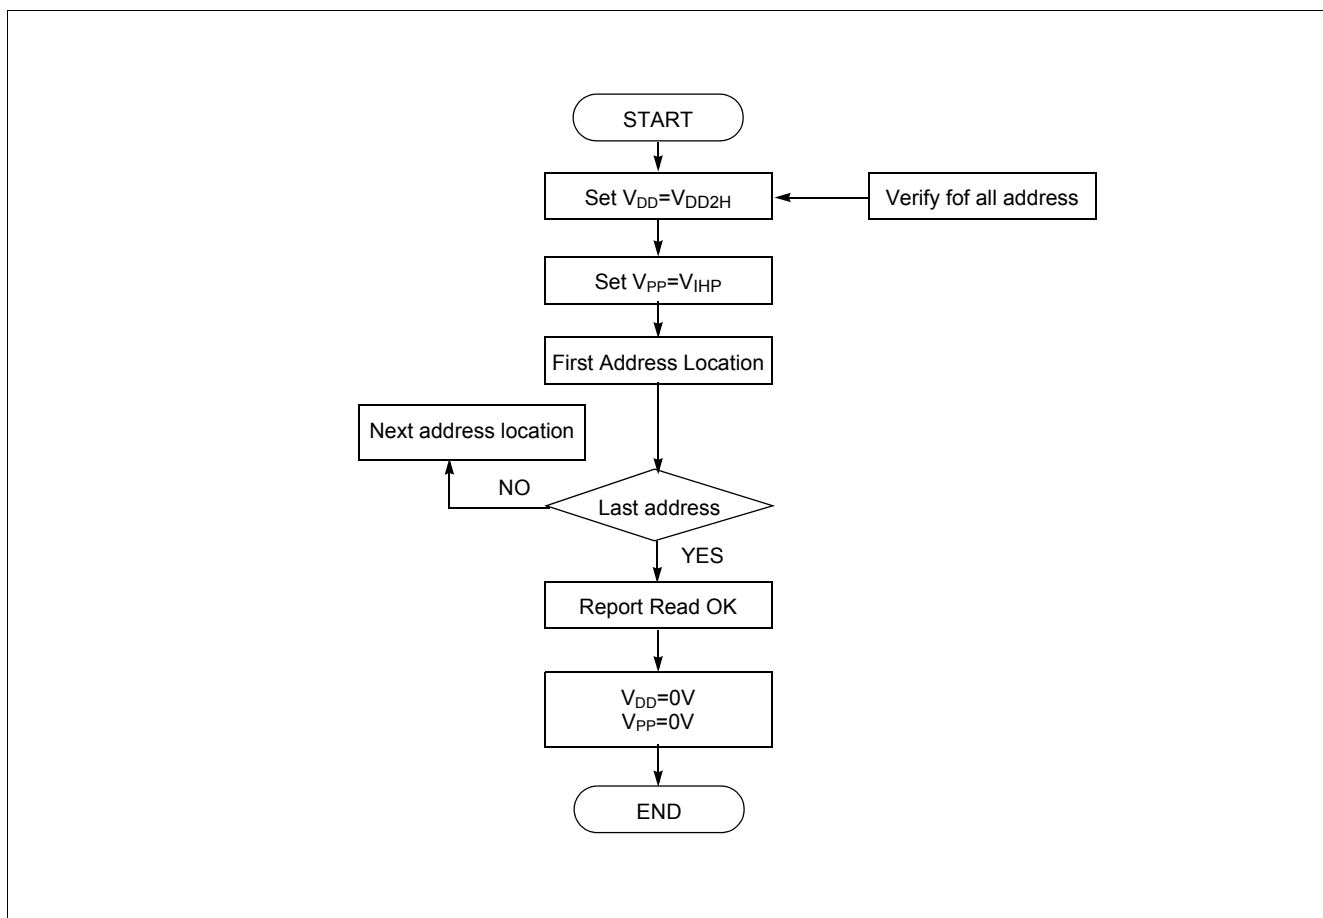 START
Set VDD=VDD2H
Verify fof all address
Set VPP=VIHP
First Address Location
Next address location
NO
Last address
YES
Report Read OK
VDD=0V
VPP=0V
END